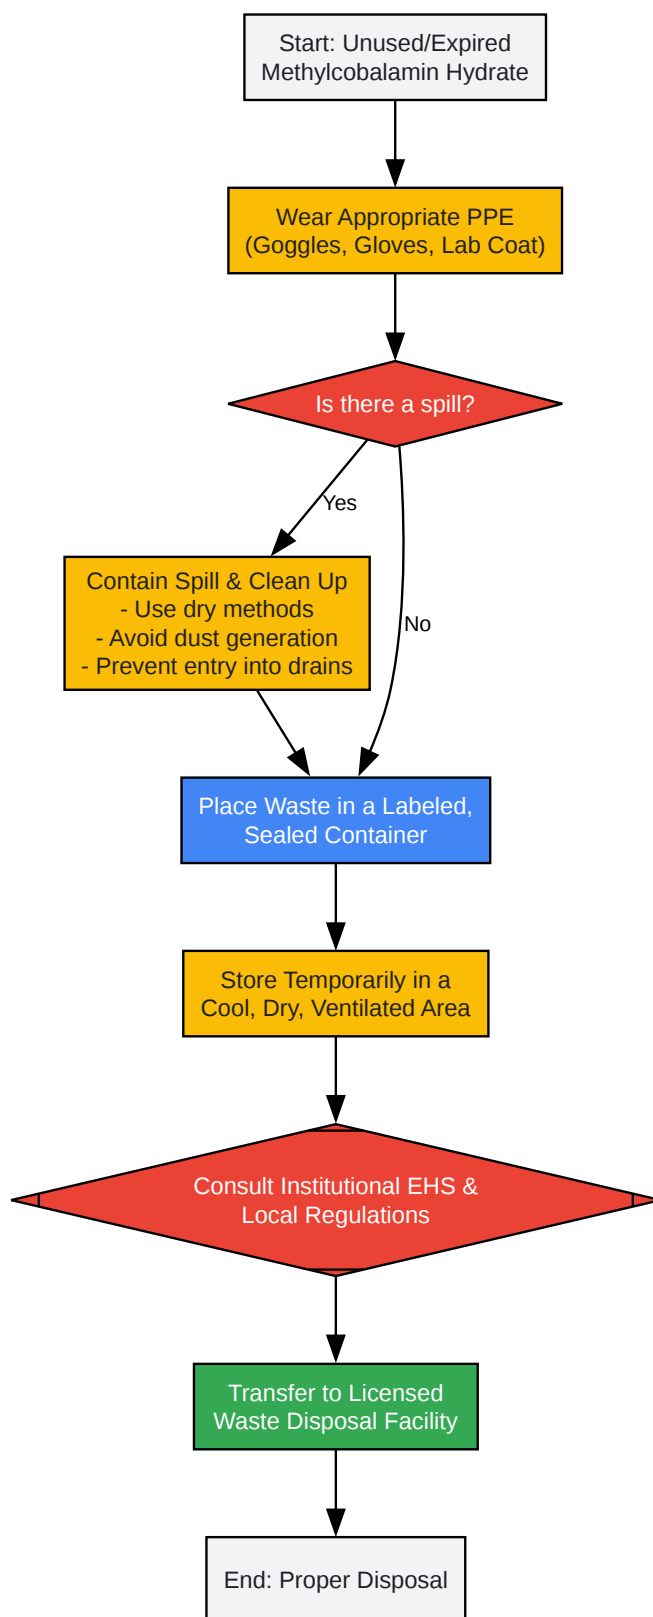 Start: Unused/Expired
Methylcobalamin Hydrate
Wear Appropriate PPE
(Goggles, Gloves, Lab Coat)
Is there a spill?
Yes
Contain Spill & Clean Up
- Use dry methods
- Avoid dust generation
- Prevent entry into drains
No
Place Waste in a Labeled,
Sealed Container
Store Temporarily in a
Cool, Dry, Ventilated Area
Consult Institutional EHS &
Local Regulations
Transfer to Licensed
Waste Disposal Facility
End: Proper Disposal